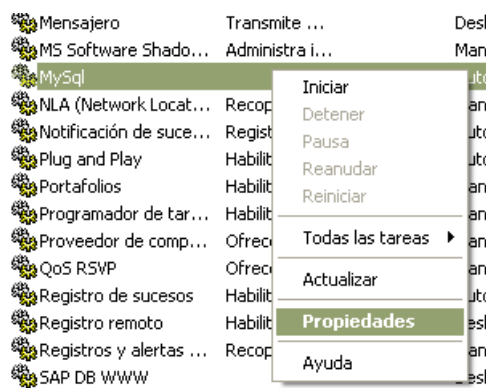 Mensajero Transmite ... Des
MS Software Shado... Administra i... Man
MySql
NLA (Network Locat... Recop
Notificación de suce... Regist
Plug and Play Habilit
Portafolios Habilit
Programador de tar... Habilit
Proveedor de comp... Ofrec
QoS RSVP Ofrec
Registro de sucesos Habilit
Registro remoto Habilit
Registros y alertas ... Recop
SAP DB WWW
Iniciar
Detener
Pausa
Reanudar
Reiniciar
Todas las tareas
Actualizar
Propiedades
Ayuda